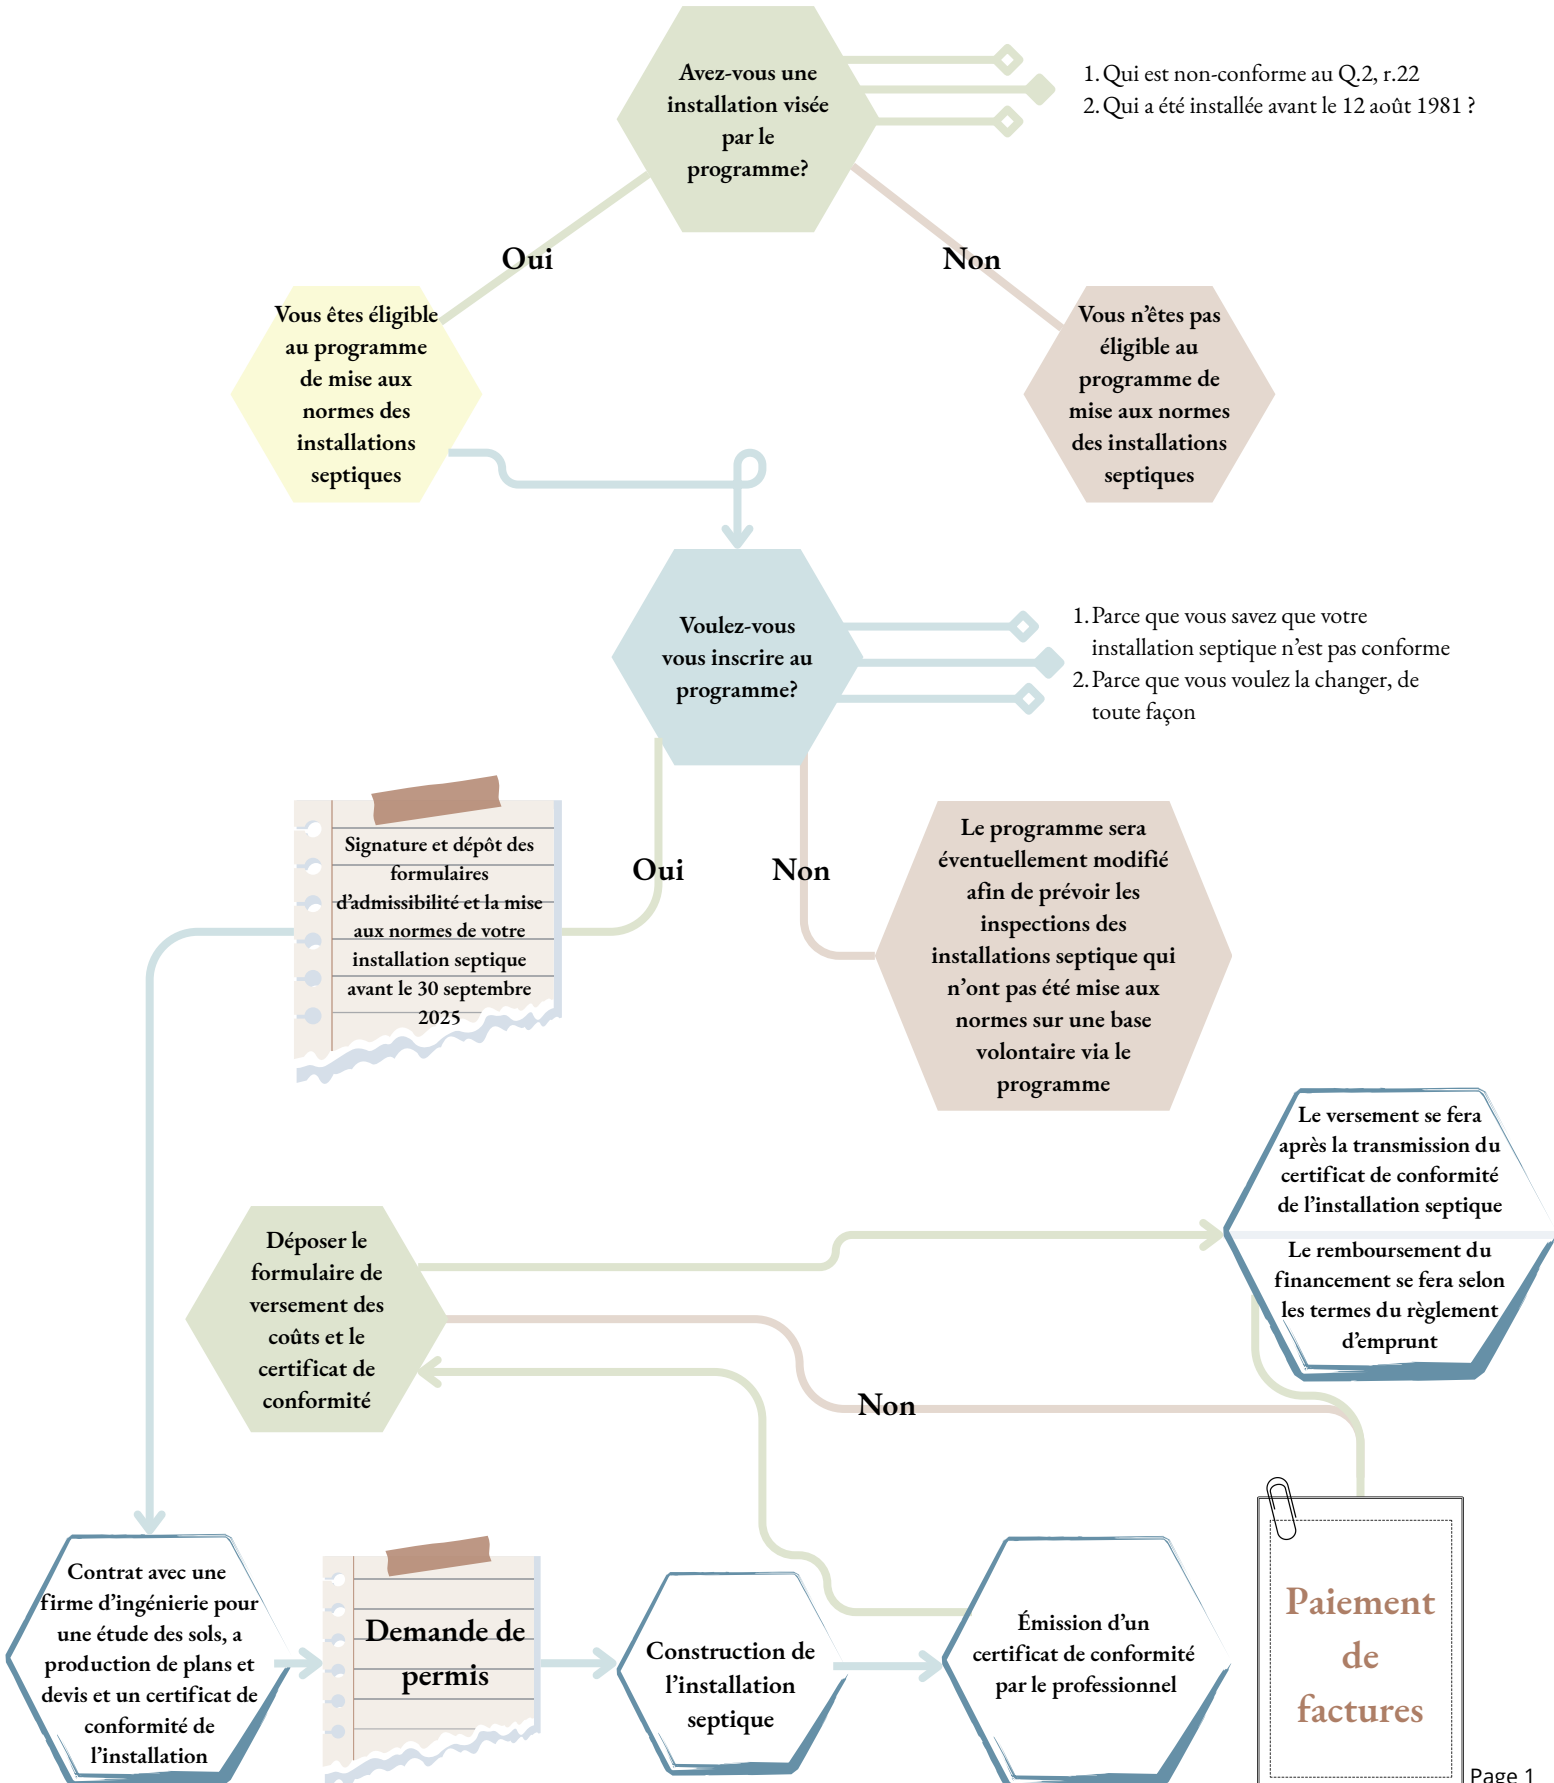 Avez-vous une
installation visée
par le
programme?
1. Qui est non-conforme au Q.2, r.22
2. Qui a été installée avant le 12 août 1981 ?
Oui
Non
Vous êtes éligible
au programme
de mise aux
normes des
installations
septiques
Vous n’êtes pas
éligible au
programme de
mise aux normes
des installations
septiques
Voulez-vous
vous inscrire au
programme?
1. Parce que vous savez que votre
installation septique n’est pas conforme
2. Parce que vous voulez la changer, de
toute façon
Signature et dépôt des
formulaires
d’admissibilité et la mise
aux normes de votre
installation septique
avant le 30 septembre
2025
Oui
Non
Le programme sera
éventuellement modifié
afin de prévoir les
inspections des
installations septique qui
n’ont pas été mise aux
normes sur une base
volontaire via le
programme
Le versement se fera
après la transmission du
certificat de conformité
de l’installation septique
Le remboursement du
financement se fera selon
les termes du règlement
d’emprunt
Déposer le
formulaire de
versement des
coûts et le
certificat de
conformité
Non
Contrat avec une
firme d’ingénierie pour
une étude des sols, a
production de plans et
devis et un certificat de
conformité de
l’installation
Demande de
permis
Construction de
l’installation
septique
Émission d’un
certificat de conformité
par le professionnel
Paiement
de
factures
Page 1